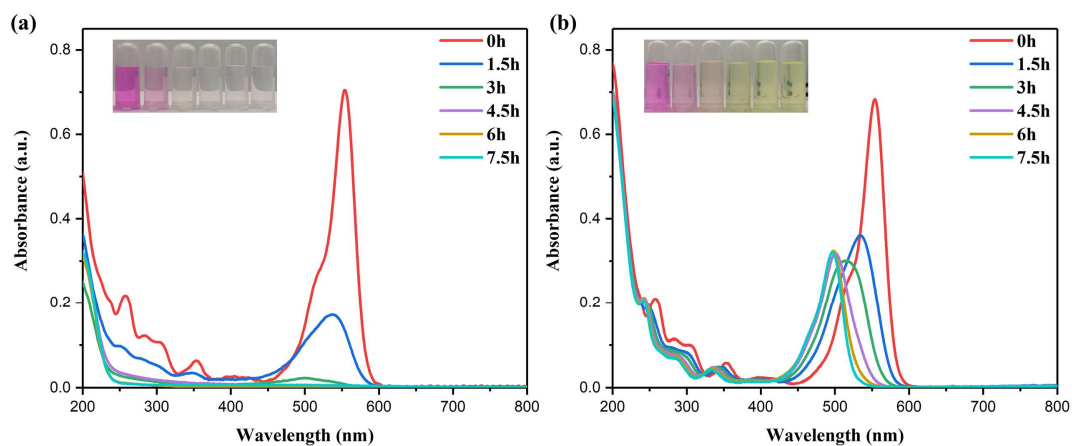 (a)
0h
1.5h
3h
4.5h
6h
7.5h
Absorbance (a.u.)
0.8
0.6
0.4
0.2
0.0
200 300 400 500 600 700 800
Wavelength (nm)
(b)
0h
1.5h
3h
4.5h
6h
7.5h
Absorbance (a.u.)
0.8
0.6
0.4
0.2
0.0
200 300 400 500 600 700 800
Wavelength (nm)